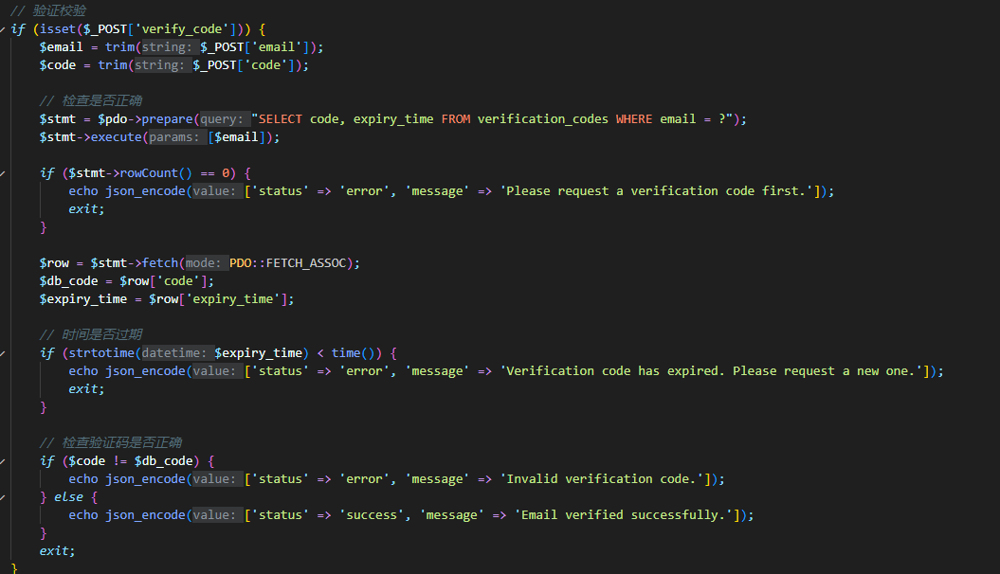 // 验证校验
if (isset($_POST['verify_code'])) {
    $email = trim(string: $_POST['email']);
    $code = trim(string: $_POST['code']);

    // 检查是否正确
    $stmt = $pdo->prepare(query: "SELECT code, expiry_time FROM verification_codes WHERE email = ?");
    $stmt->execute(params: [$email]);

    if ($stmt->rowCount() == 0) {
        echo json_encode(value: ['status' => 'error', 'message' => 'Please request a verification code first.']);
        exit;
    }

    $row = $stmt->fetch(mode: PDO::FETCH_ASSOC);
    $db_code = $row['code'];
    $expiry_time = $row['expiry_time'];

    // 时间是否过期
    if (strtotime(datetime: $expiry_time) < time()) {
        echo json_encode(value: ['status' => 'error', 'message' => 'Verification code has expired. Please request a new one.']);
        exit;
    }

    // 检查验证码是否正确
    if ($code != $db_code) {
        echo json_encode(value: ['status' => 'error', 'message' => 'Invalid verification code.']);
    } else {
        echo json_encode(value: ['status' => 'success', 'message' => 'Email verified successfully.']);
    }
    exit;
}